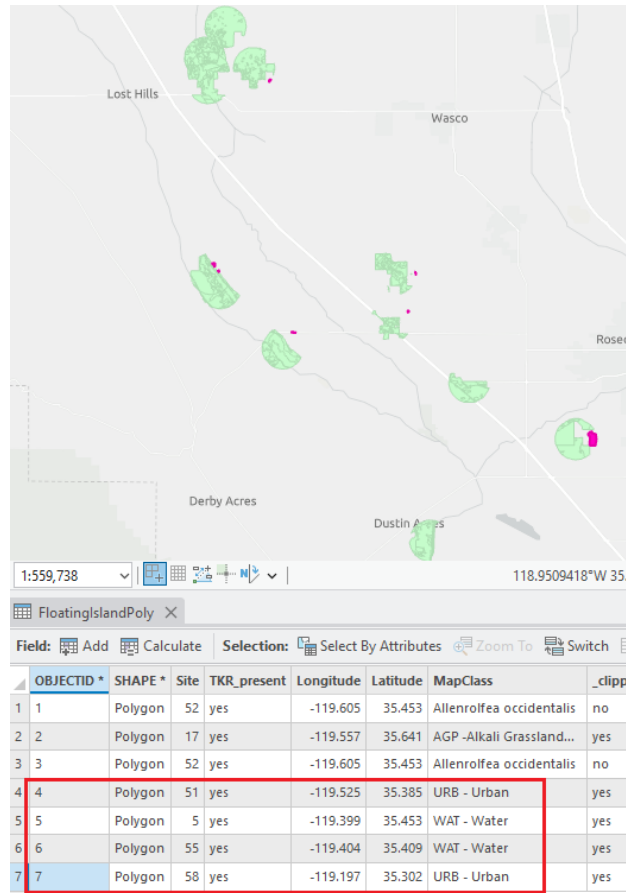 Lost Hills
Wasco
Rosed
Derby Acres
Dustin Acres
1:559,738
118.9509418°W 35.
FloatingIslandPoly
Field: Add Calculate Selection: Select By Attributes Zoom To Switch
OBJECTID * SHAPE * Site TKR_present Longitude Latitude MapClass _clipp
1 1 Polygon 52 yes -119.605 35.453 Allenrolfea occidentalis no
2 2 Polygon 17 yes -119.557 35.641 AGP -Alkali Grassland... yes
3 3 Polygon 52 yes -119.605 35.453 Allenrolfea occidentalis no
4 4 Polygon 51 yes -119.525 35.385 URB - Urban yes
5 5 Polygon 5 yes -119.399 35.453 WAT - Water yes
6 6 Polygon 55 yes -119.404 35.409 WAT - Water yes
7 7 Polygon 58 yes -119.197 35.302 URB - Urban yes